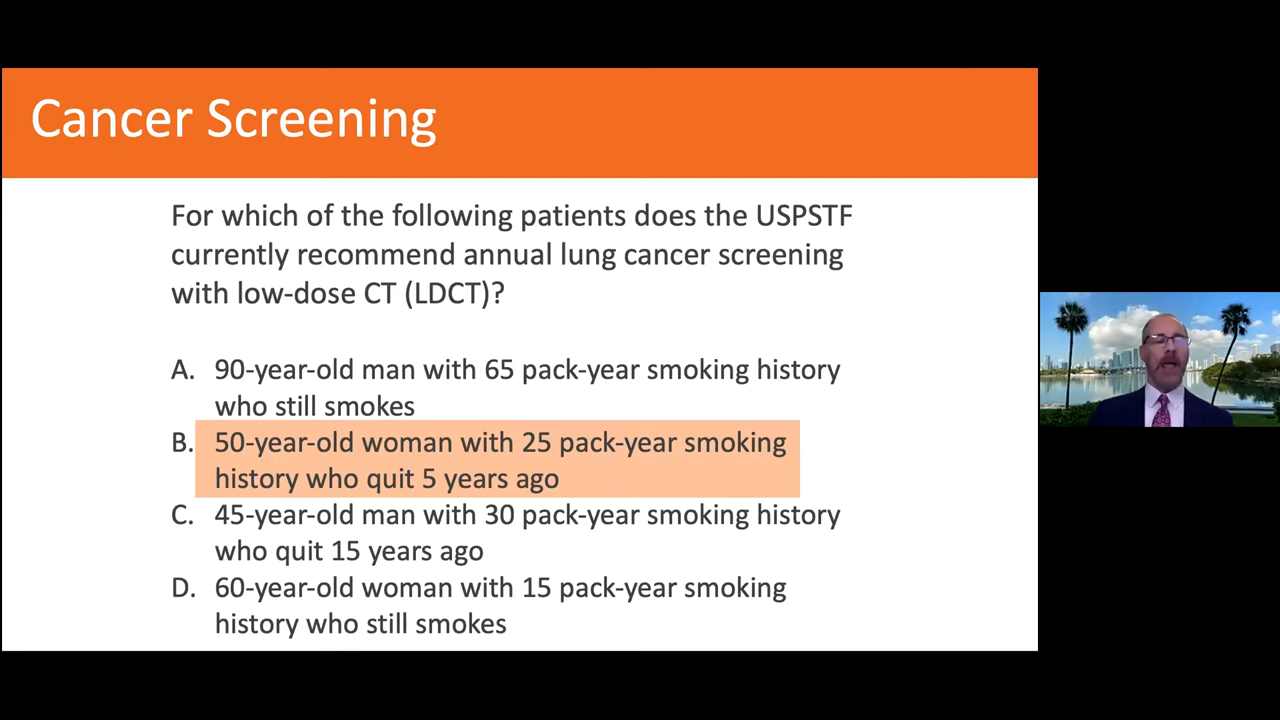 Cancer Screening
For which of the following patients does the USPSTF
currently recommend annual lung cancer screening
with low-dose CT (LDCT)?
A. 90-year-old man with 65 pack-year smoking history
who still smokes
B. 50-year-old woman with 25 pack-year smoking
history who quit 5 years ago
C. 45-year-old man with 30 pack-year smoking history
who quit 15 years ago
D. 60-year-old woman with 15 pack-year smoking
history who still smokes